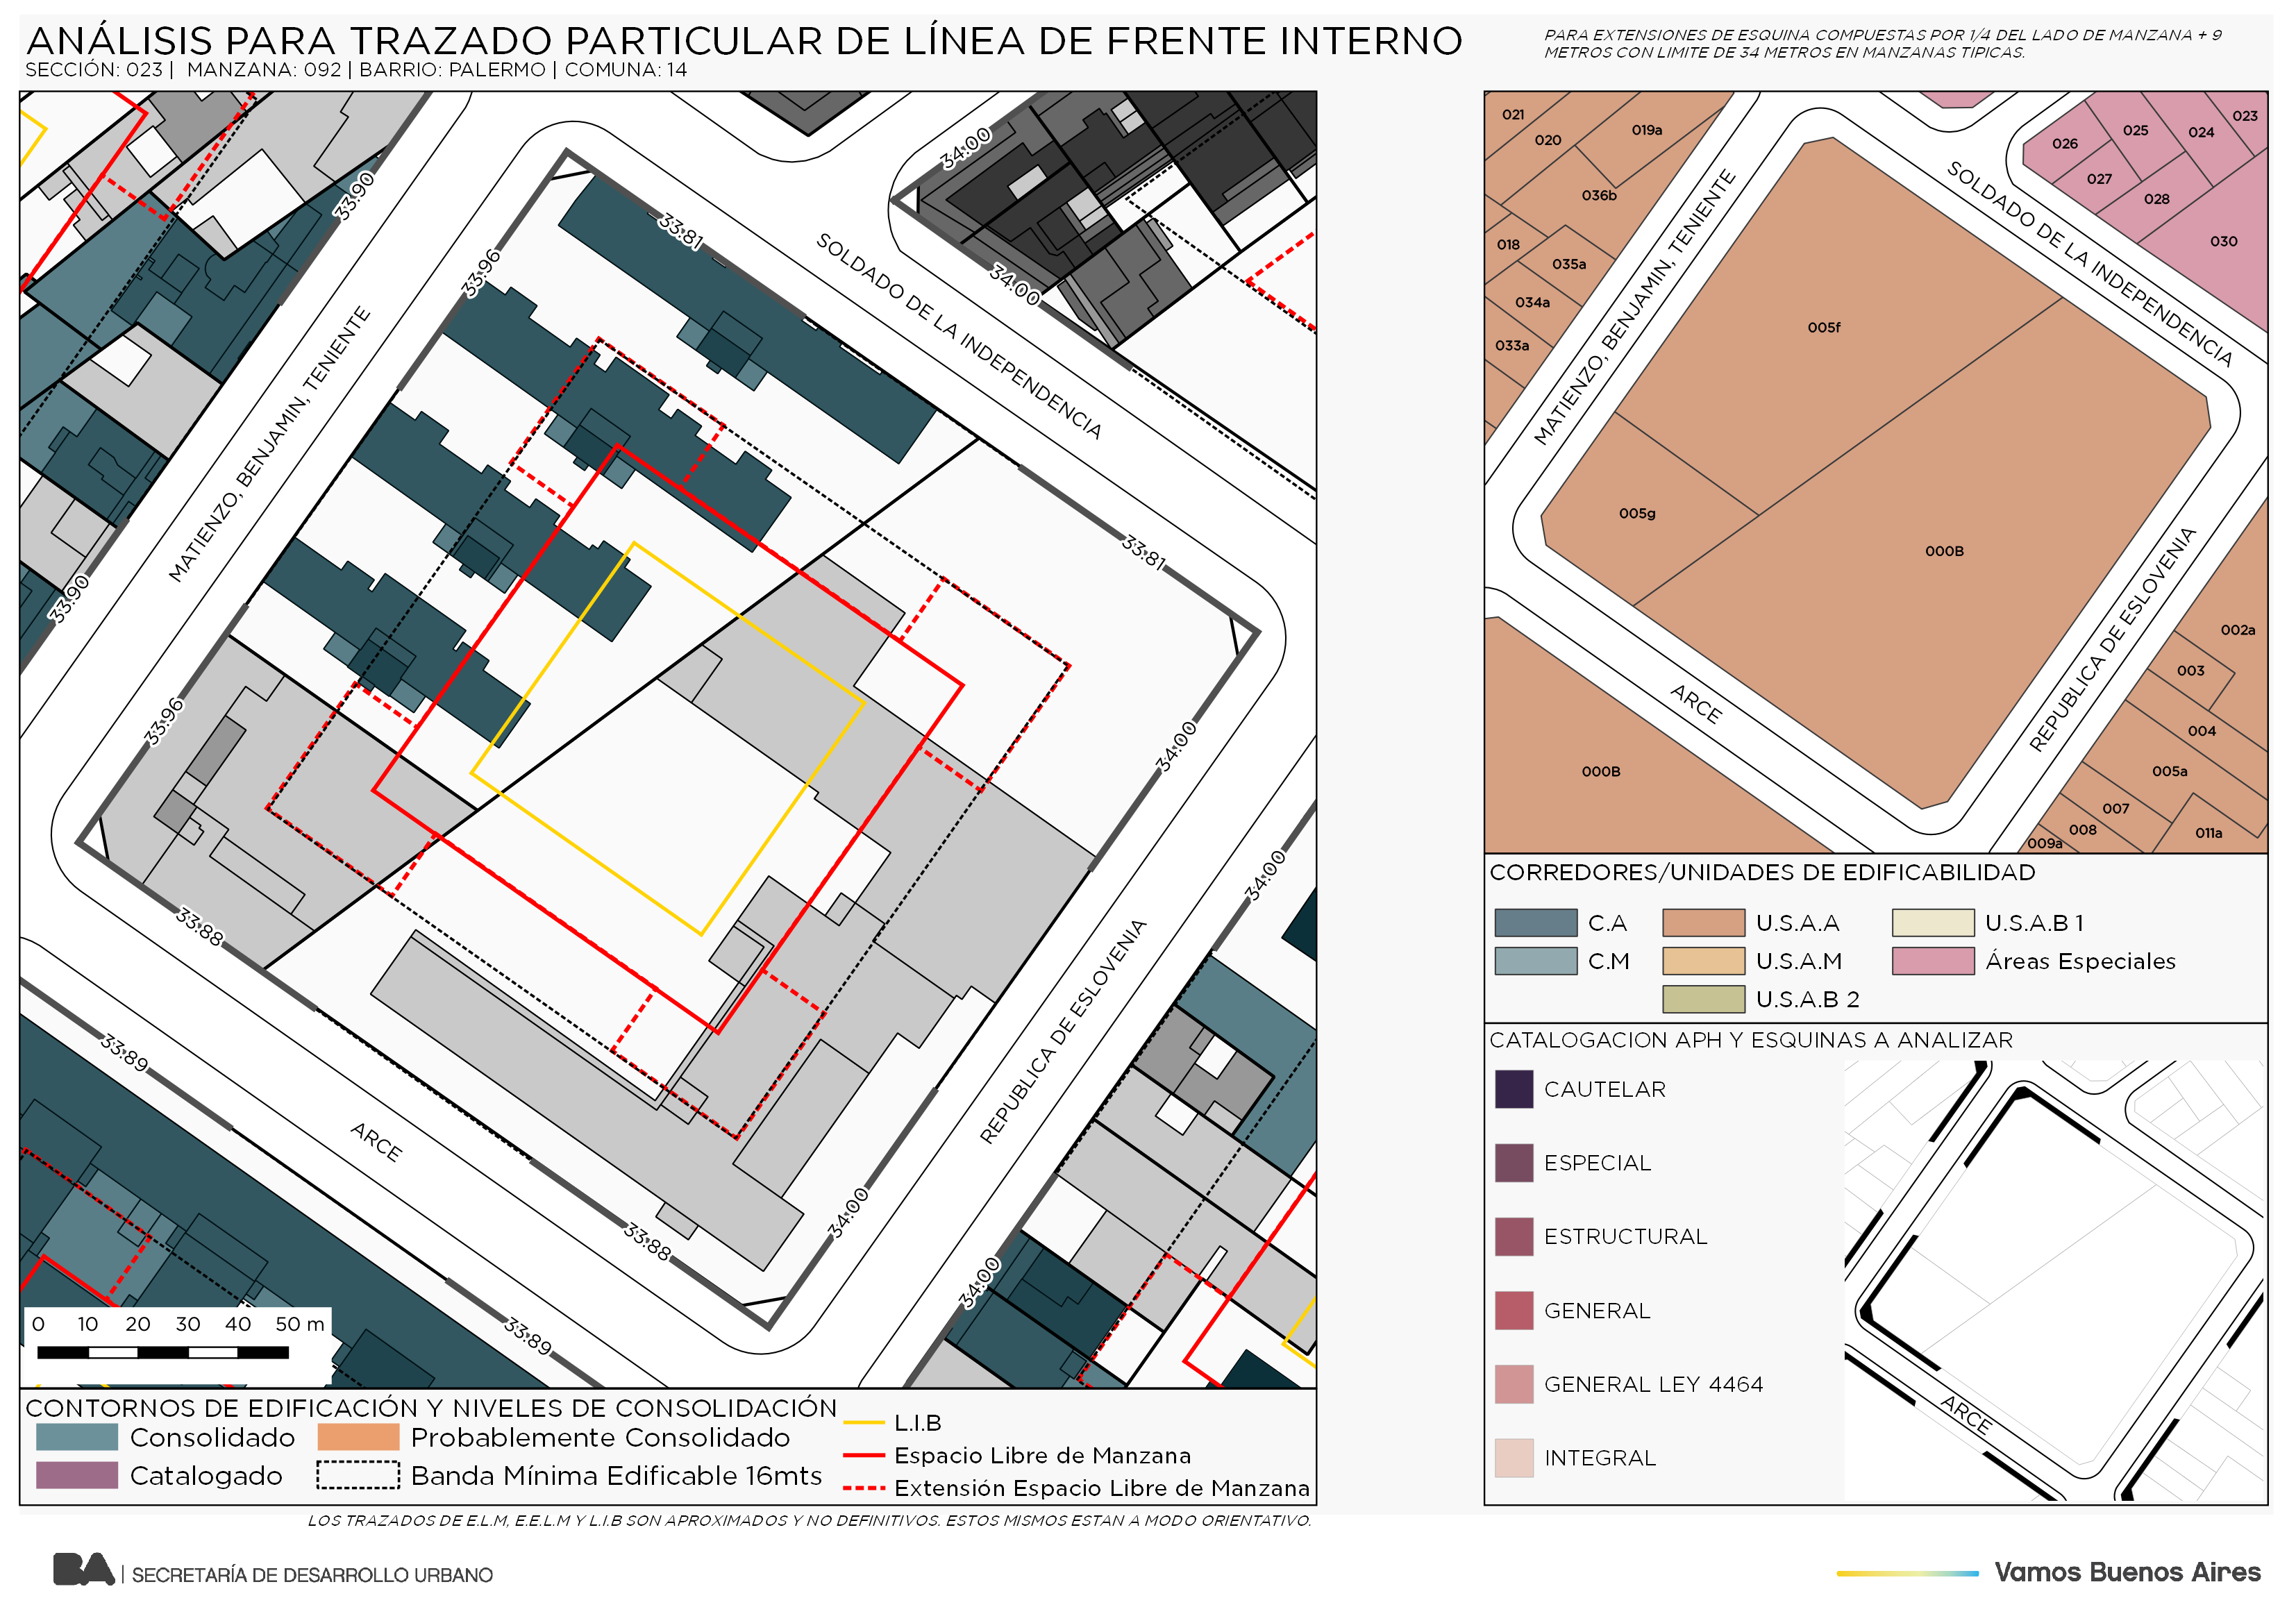 ANÁLISIS PARA TRAZADO PARTICULAR DE LÍNEA DE FRENTE INTERNO
SECCIÓN: 023 | MANZANA: 092 | BARRIO: PALERMO | COMUNA: 14
PARA EXTENSIONES DE ESQUINA COMPUESTAS POR 1/4 DEL LADO DE MANZANA + 9
METROS CON LIMITE DE 34 METROS EN MANZANAS TIPICAS.
34.00
33.90
33.81
33.96
SOLDADO DE LA INDEPENDENCIA
34.00
MATIENZO, BENJAMIN, TENIENTE
33.81
33.90
33.96
34.00
34.00
33.88
REPUBLICA DE ESLOVENIA
33.89
ARCE
34.00
33.88
34.00
33.89
0 10 20 30 40 50 m
CONTORNOS DE EDIFICACIÓN Y NIVELES DE CONSOLIDACIÓN
Consolidado
Probablemente Consolidado
Catalogado
Banda Mínima Edificable 16mts
L.I.B
Espacio Libre de Manzana
Extensión Espacio Libre de Manzana
LOS TRAZADOS DE E.L.M, E.E.L.M Y L.I.B SON APROXIMADOS Y NO DEFINITIVOS. ESTOS MISMOS ESTAN A MODO ORIENTATIVO.
021
020
019a
036b
018
035a
034a
033a
026
025
024
023
027
028
030
SOLDADO DE LA INDEPENDENCIA
MATIENZO, BENJAMIN, TENIENTE
005f
005g
000B
REPUBLICA DE ESLOVENIA
ARCE
000B
002a
003
004
005a
007
008
009a
011a
CORREDORES/UNIDADES DE EDIFICABILIDAD
C.A
U.S.A.A
U.S.A.B 1
C.M
U.S.A.M
Áreas Especiales
U.S.A.B 2
CATALOGACION APH Y ESQUINAS A ANALIZAR
CAUTELAR
ESPECIAL
ESTRUCTURAL
GENERAL
GENERAL LEY 4464
INTEGRAL
ARCE
BA | SECRETARÍA DE DESARROLLO URBANO
Vamos Buenos Aires